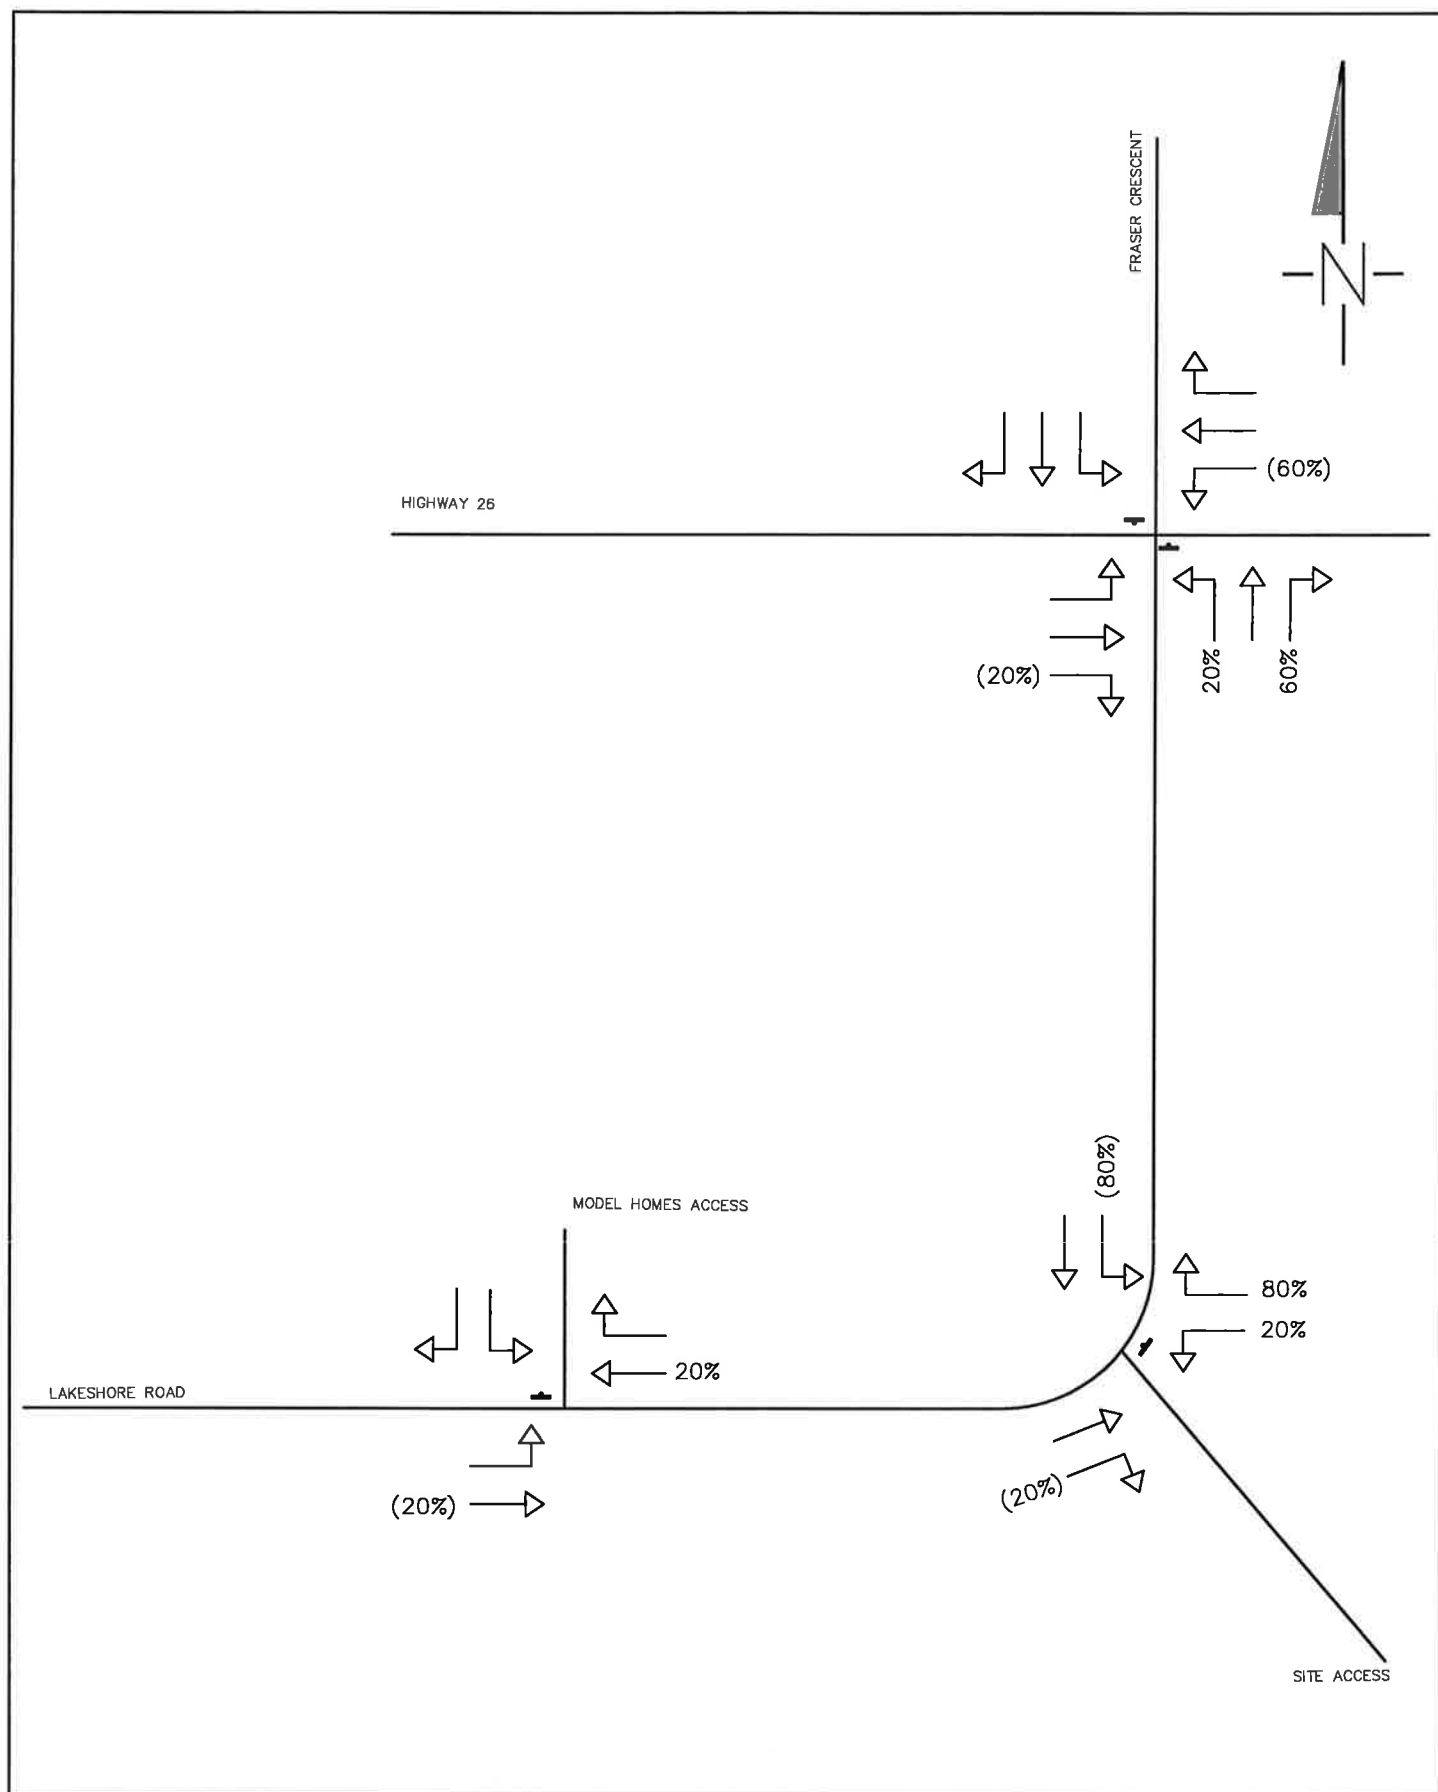 FRASER CRESCENT
N
(60%)
HIGHWAY 26
(20%)
20%
60%
(80%)
MODEL HOMES ACCESS
80%
20%
20%
LAKESHORE ROAD
(20%)
(20%)
SITE ACCESS